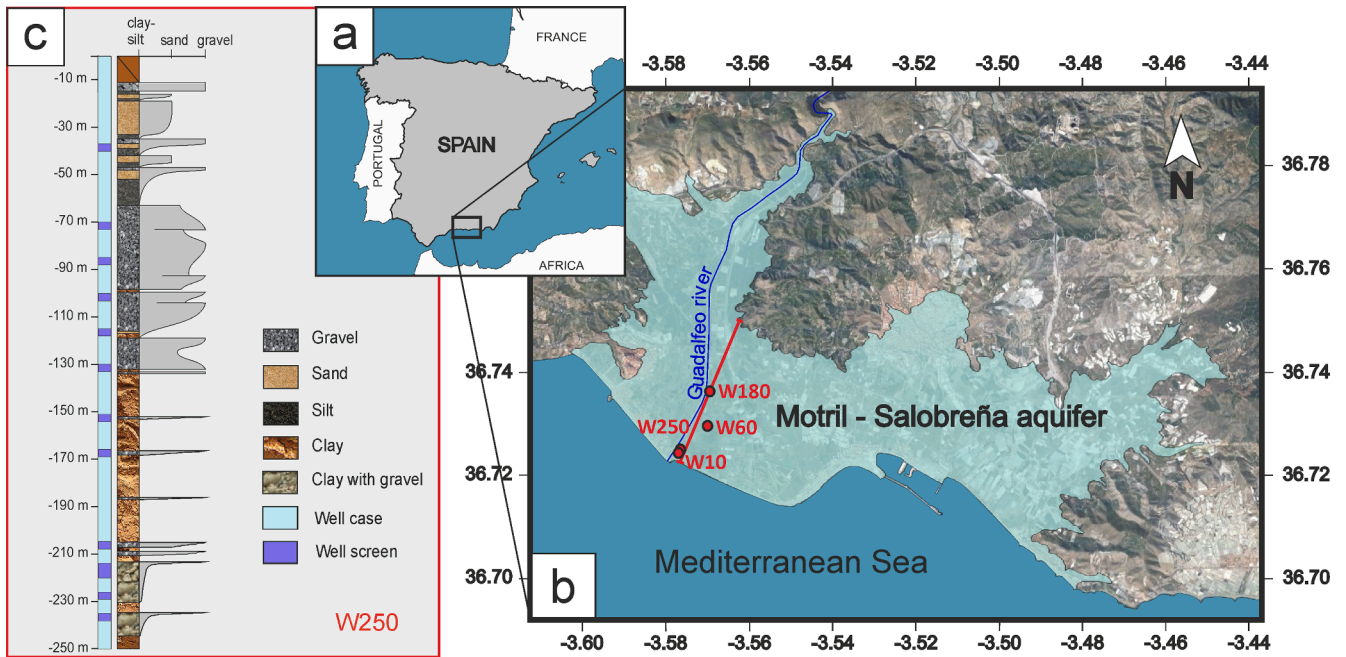 c
clay-
silt sand gravel
-10 m
-30 m
-50 m
-70 m
-90 m
-110 m
-130 m
-150 m
-170 m
-190 m
-210 m
-230 m
-250 m
Gravel
Sand
Silt
Clay
Clay with gravel
Well case
Well screen
W250
a
FRANCE
PORTUGAL
SPAIN
AFRICA
-3.58 -3.56 -3.54 -3.52 -3.50 -3.48 -3.46 -3.44
36.78
36.76
36.74
36.72
36.70
N
Guadalfeo river
W180
W250
W60
W10
Motril - Salobreña aquifer
Mediterranean Sea
b
36.74
36.72
36.70
-3.60 -3.58 -3.56 -3.54 -3.52 -3.50 -3.48 -3.46 -3.44